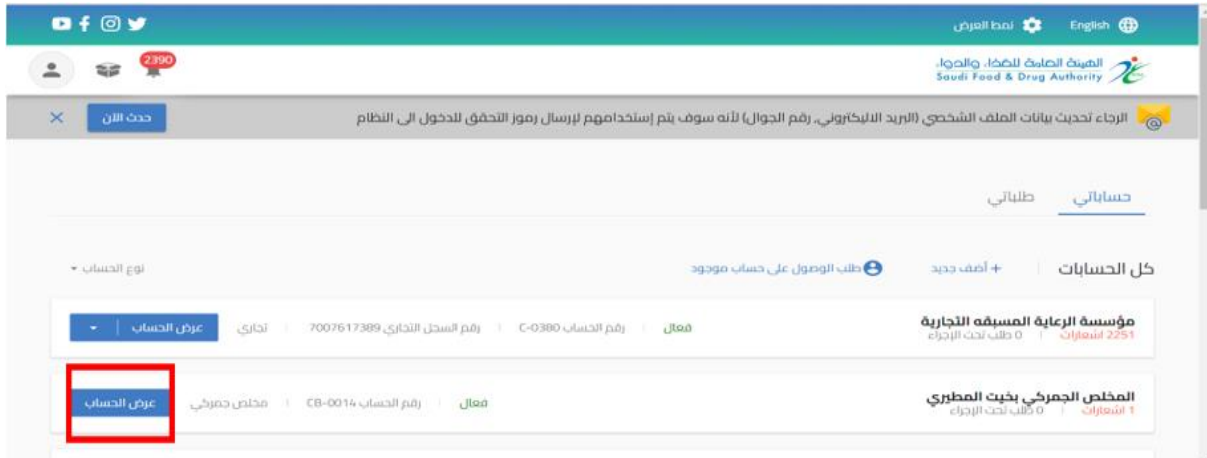 English نمط العرض
الهيئة العامة للغذاء والدواء
Saudi Food & Drug Authority
2390
الرجاء تحديث بيانات الملف الشخصي (البريد الاليكتروني, رقم الجوال) لأنه سوف يتم إستخدامهم لإرسال رموز التحقق للدخول الى النظام حدث الآن
حساباتي طلباتي
كل الحسابات + أضف جديد طلب الوصول على حساب موجود نوع الحساب
مؤسسة الرعاية المسبقه التجارية
2251 اشعارات 0 طلب تحت الإجراء
فعال رقم الحساب C-0380 رقم السجل التجاري 7007617389 تجاري عرض الحساب
المخلص الجمركي بخيت المطيري
1 اشعارات 0 طلب تحت الإجراء
فعال رقم الحساب CB-0014 مخلص جمركي عرض الحساب